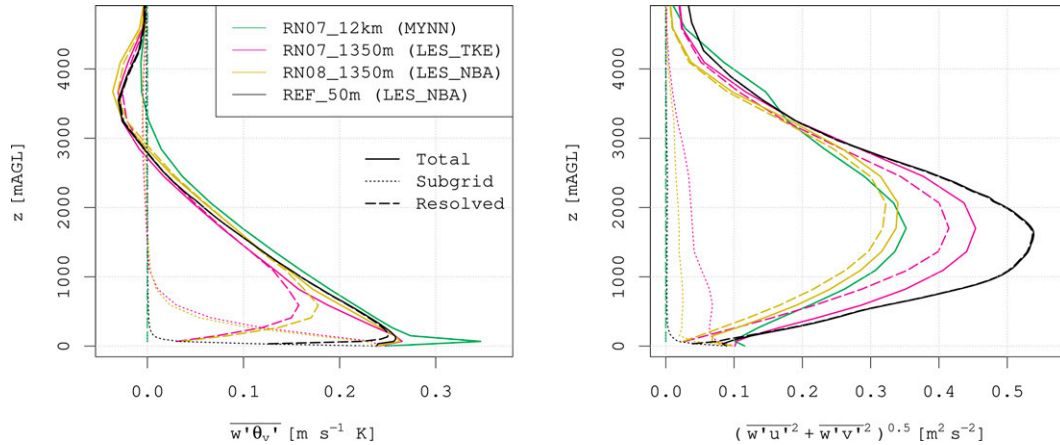 RN07_12km (MYNN)
RN07_1350m (LES_TKE)
RN08_1350m (LES_NBA)
REF_50m (LES_NBA)
Total
Subgrid
Resolved
z [mAGL]
0 1000 2000 3000 4000
0.0 0.1 0.2 0.3
w'θv' [m s⁻¹ K]
z [mAGL]
0 1000 2000 3000 4000
0.0 0.1 0.2 0.3 0.4 0.5
(w'u'² + w'v'²)⁰·⁵ [m² s⁻²]